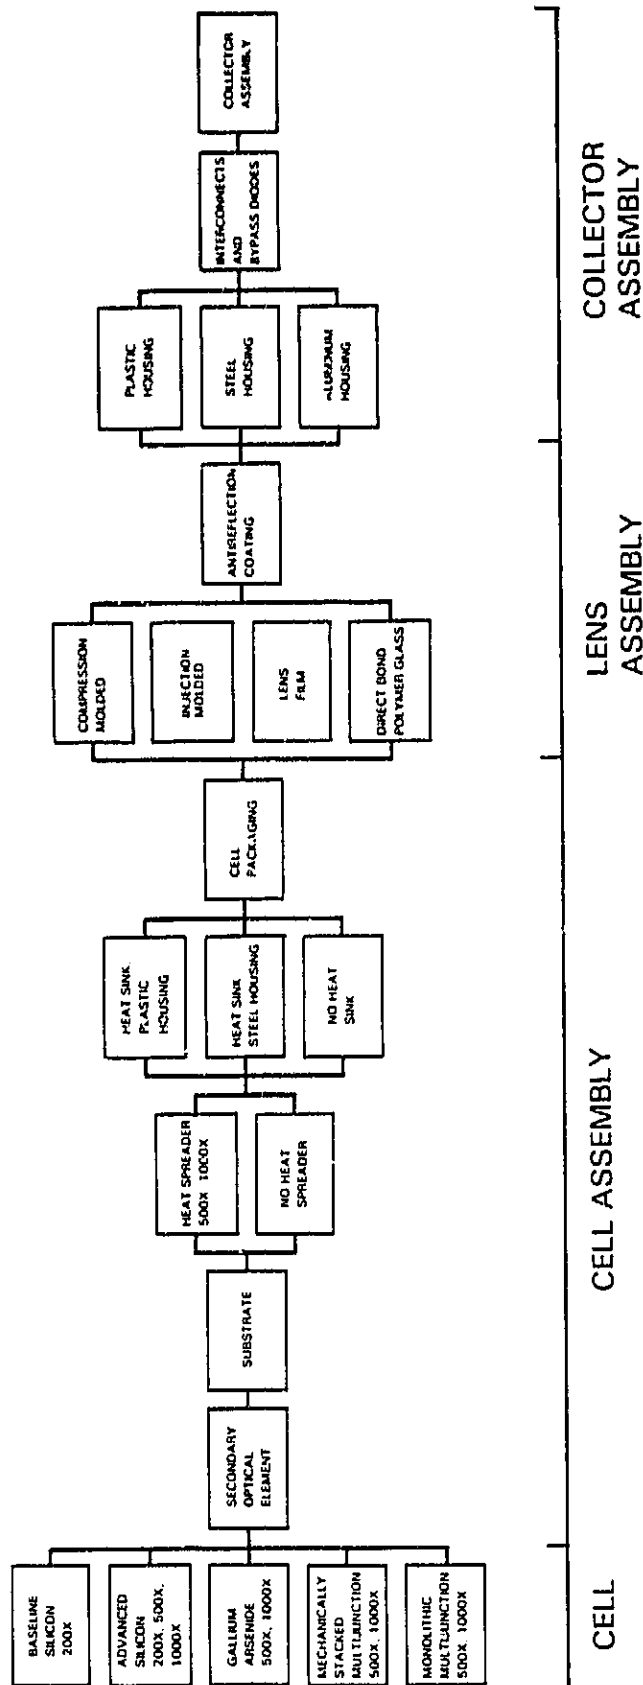 BASELINE
SILICON
200X
ADVANCED
SILICON
200X, 500X,
1000X
GALLIUM
ARSENIDE
500X, 1000X
MECHANICALLY
STACKED
MULTIJUNCTION
500X, 1000X
MONOLITHIC
MULTIJUNCTION
500X, 1000X
SECONDARY
OPTICAL
ELEMENT
SUBSTRATE
HEAT SPREADER
500X 1000X
NO HEAT
SPREADER
HEAT SINK
PLASTIC
HOUSING
HEAT SINK
STEEL HOUSING
NO HEAT
SINK
CELL
PACKAGING
COMPRESSION
MOLDED
INJECTION
MOLDED
LENS
FILM
DIRECT BOND
POLYMER GLASS
ANTIREFLECTION
COATING
PLASTIC
HOUSING
STEEL
HOUSING
ALUMINUM
HOUSING
INTERCONNECTS
AND
BYPASS DIODES
COLLECTOR
ASSEMBLY
CELL
CELL ASSEMBLY
LENS
ASSEMBLY
COLLECTOR
ASSEMBLY